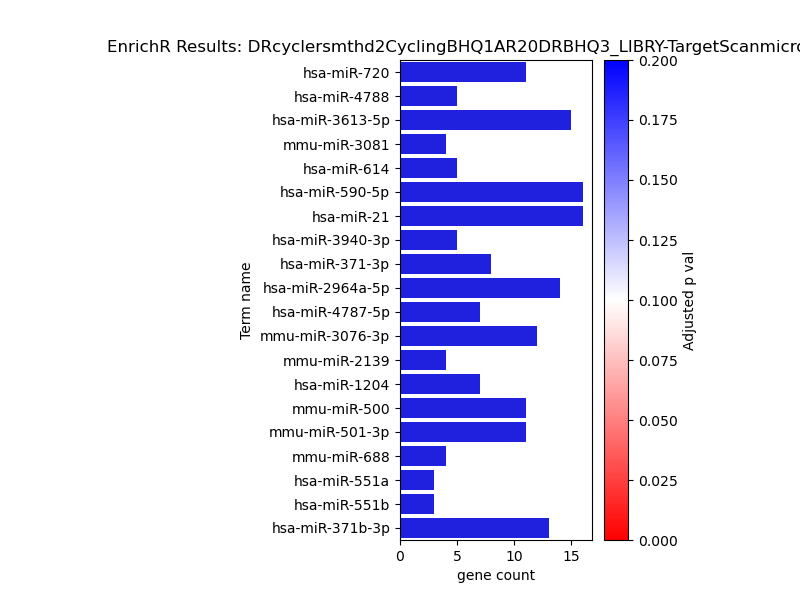 EnrichR Results: DRcyclersmthd2CyclingBHQ1AR20DRBHQ3_LIBRY-TargetScanmicro
hsa-miR-720
hsa-miR-4788
hsa-miR-3613-5p
mmu-miR-3081
hsa-miR-614
hsa-miR-590-5p
hsa-miR-21
hsa-miR-3940-3p
hsa-miR-371-3p
hsa-miR-2964a-5p
hsa-miR-4787-5p
mmu-miR-3076-3p
mmu-miR-2139
hsa-miR-1204
mmu-miR-500
mmu-miR-501-3p
mmu-miR-688
hsa-miR-551a
hsa-miR-551b
hsa-miR-371b-3p
Term name
0 5 10 15
gene count
0.200
0.175
0.150
0.125
0.100
0.075
0.050
0.025
0.000
Adjusted p val